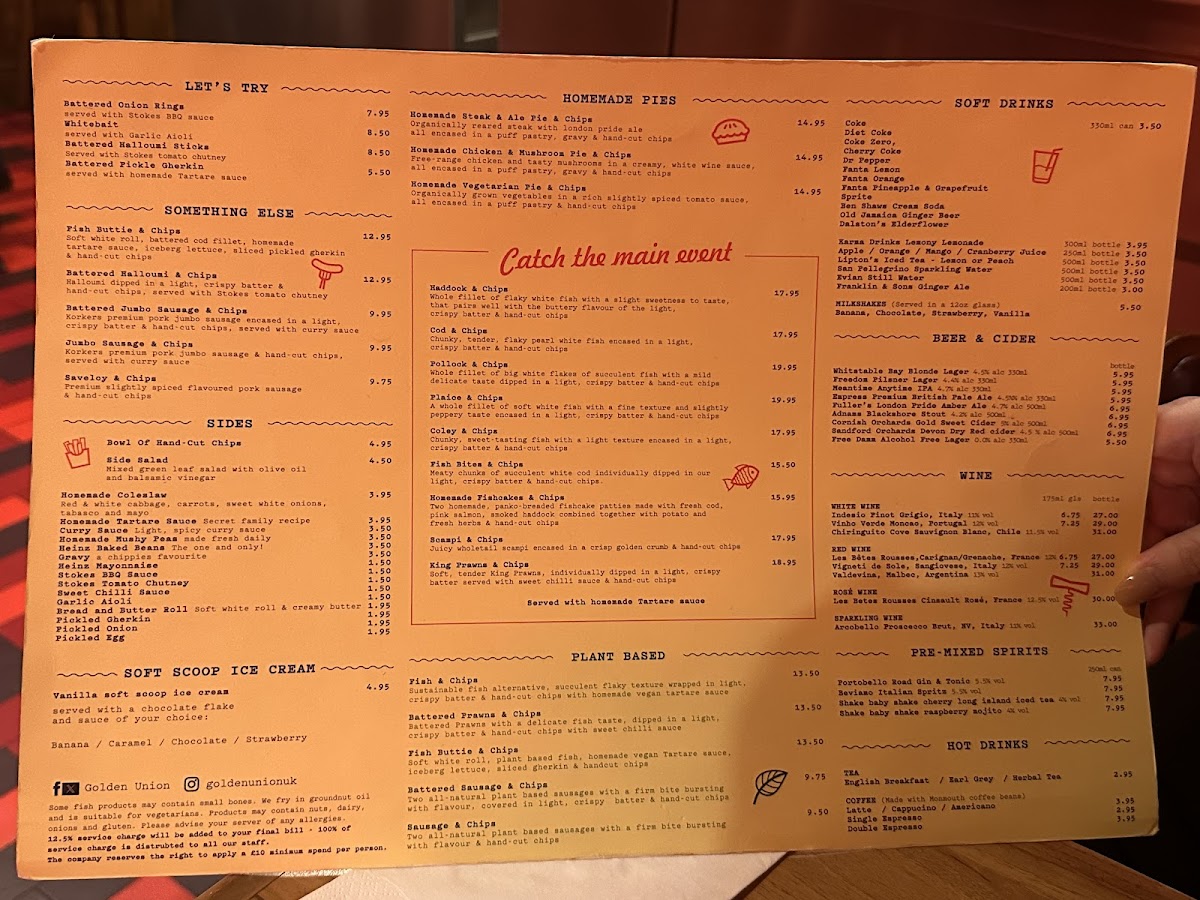 LET'S TRY
Battered Onion Rings
served with Stokes BBQ sauce 7.95
Whitebait
served with Garlic Aioli 8.50
Battered Halloumi Sticks
Served with Stokes tomato chutney 8.50
Battered Pickle Gherkin
served with homemade Tartare sauce 5.50
SOMETHING ELSE
Fish Buttie & Chips 12.95
Soft white roll, battered cod fillet, homemade
tartare sauce, iceberg lettuce, sliced pickled gherkin
& hand-cut chips
Battered Halloumi & Chips 12.95
Halloumi dipped in a light, crispy batter &
hand-cut chips, served with Stokes tomato chutney
Battered Jumbo Sausage & Chips 9.95
Korkers premium pork jumbo sausage encased in a light,
crispy batter & hand-cut chips, served with curry sauce
Jumbo Sausage & Chips 9.95
Korkers premium pork jumbo sausage & hand-cut chips,
served with curry sauce
Saveloy & Chips 9.75
Premium slightly spiced flavoured pork sausage
& hand-cut chips
SIDES
Bowl Of Hand-Cut Chips 4.95
Side Salad 4.50
Mixed green leaf salad with olive oil
and balsamic vinegar
Homemade Coleslaw 3.95
Red & white cabbage, carrots, sweet white onions,
tabasco and mayo
Homemade Tartare Sauce Secret family recipe 3.95
Curry Sauce Light, spicy curry sauce 3.50
Homemade Mushy Peas made fresh daily 3.50
Heinz Baked Beans The one and only! 3.50
Gravy a chippies favourite 3.50
Heinz Mayonnaise 1.50
Stokes BBQ Sauce 1.50
Stokes Tomato Chutney 1.50
Sweet Chilli Sauce 1.50
Garlic Aioli 1.50
Bread and Butter Roll Soft white roll & creamy butter 1.95
Pickled Gherkin 1.95
Pickled Onion 1.95
Pickled Egg 1.95
SOFT SCOOP ICE CREAM
Vanilla soft scoop ice cream 4.95
served with a chocolate flake
and sauce of your choice:
Banana / Caramel / Chocolate / Strawberry
f X Golden Union goldenunionuk
Some fish products may contain small bones. We fry in groundnut oil
and is suitable for vegetarians. Products may contain nuts, dairy,
onions and gluten. Please advise your server of any allergies.
12.5% service charge will be added to your final bill - 100% of
service charge is distrubted to all our staff.
The company reserves the right to apply a £10 minimum spend per person.
HOMEMADE PIES
Homemade Steak & Ale Pie & Chips 14.95
Organically reared steak with london pride ale
all encased in a puff pastry, gravy & hand-cut chips
Homemade Chicken & Mushroom Pie & Chips 14.95
Free-range chicken and tasty mushrooms in a creamy, white wine sauce,
all encased in a puff pastry, gravy & hand-cut chips
Homemade Vegetarian Pie & Chips 14.95
Organically grown vegetables in a rich slightly spiced tomato sauce,
all encased in a puff pastry & hand-cut chips
Catch the main event
Haddock & Chips 17.95
Whole fillet of flaky white fish with a slight sweetness to taste,
that pairs well with the buttery flavour of the light,
crispy batter & hand-cut chips
Cod & Chips 17.95
Chunky, tender, flaky pearl white fish encased in a light,
crispy batter & hand-cut chips
Pollock & Chips 19.95
Whole fillet of big white flakes of succulent fish with a mild
delicate taste dipped in a light, crispy batter & hand-cut chips
Plaice & Chips 19.95
A whole fillet of soft white fish with a fine texture and slightly
peppery taste encased in a light, crispy batter & hand-cut chips
Coley & Chips 17.95
Chunky, sweet-tasting fish with a light texture encased in a light,
crispy batter & hand-cut chips
Fish Bites & Chips 15.50
Meaty chunks of succulent white cod individually dipped in our
light, crispy batter & hand-cut chips.
Homemade Fishcakes & Chips 15.95
Two homemade, panko-breaded fishcake patties made with fresh cod,
pink salmon, smoked haddock combined together with potato and
fresh herbs & hand-cut chips
Scampi & Chips 17.95
Juicy wholetail scampi encased in a crisp golden crumb & hand-cut chips
King Prawns & Chips 18.95
Soft, tender King Prawns, individually dipped in a light, crispy
batter served with sweet chilli sauce & hand-cut chips
Served with homemade Tartare sauce
PLANT BASED
Fish & Chips 13.50
Sustainable fish alternative, succulent flaky texture wrapped in light,
crispy batter & hand-cut chips with homemade vegan tartare sauce
Battered Prawns & Chips 13.50
Battered Prawns with a delicate fish taste, dipped in a light,
crispy batter & hand-cut chips with sweet chilli sauce
Fish Buttie & Chips 13.50
Soft white roll, plant based fish, homemade vegan Tartare sauce,
iceberg lettuce, sliced gherkin & handcut chips
Battered Sausage & Chips 9.75
Two all-natural plant based sausages with a firm bite bursting
with flavour, covered in light, crispy batter & hand-cut chips
Sausage & Chips 9.50
Two all-natural plant based sausages with a firm bite bursting
with flavour & hand-cut chips
SOFT DRINKS
Coke 330ml can 3.50
Diet Coke
Coke Zero,
Cherry Coke
Dr Pepper
Fanta Lemon
Fanta Orange
Fanta Pineapple & Grapefruit
Sprite
Ben Shaws Cream Soda
Old Jamaica Ginger Beer
Dalston's Elderflower
Karma Drinks Lemony Lemonade 300ml bottle 3.95
Apple / Orange / Mango / Cranberry Juice 250ml bottle 3.50
Lipton's Iced Tea - Lemon or Peach 500ml bottle 3.50
San Pellegrino Sparkling Water 500ml bottle 3.50
Evian Still Water 500ml bottle 3.50
Franklin & Sons Ginger Ale 200ml bottle 3.00
MILKSHAKES (Served in a 12oz glass) 5.50
Banana, Chocolate, Strawberry, Vanilla
BEER & CIDER
bottle
Whitstable Bay Blonde Lager 4.5% alc 330ml 5.95
Freedom Pilsner Lager 4.4% alc 330ml 5.95
Meantime Anytime IPA 4.7% alc 330ml 5.95
Express Premium British Pale Ale 4.5%% alc 330ml 5.95
Fuller's London Pride Amber Ale 4.7% alc 500ml 6.95
Adnams Blackshore Stout 4.2% alc 500ml 6.95
Cornish Orchards Gold Sweet Cider 5% alc 500ml 6.95
Sandford Orchards Devon Dry Red cider 4.5 % alc 500ml 6.95
Free Damm Alcohol Free Lager 0.0% alc 330ml 5.50
WINE
175ml gls bottle
WHITE WINE
Indesio Pinot Grigio, Italy 11% vol 6.75 27.00
Vinho Verde Moncao, Portugal 12% vol 7.25 29.00
Chiringuito Cove Sauvignon Blanc, Chile 12.5% vol 31.00
RED WINE
Les Bêtes Rousses,Carignan/Grenache, France 12% 6.75 27.00
Vigneti de Sole, Sangiovese, Italy 12% vol 7.25 29.00
Valdevina, Malbec, Argentina 13% vol 31.00
ROSÉ WINE
Les Betes Rousses Cinsault Rosé, France 12.5% vol 30.00
SPARKLING WINE
Arcobello Prosecco Brut, NV, Italy 11% vol 33.00
PRE-MIXED SPIRITS
250ml can
Portobello Road Gin & Tonic 5.5% vol 7.95
Beviamo Italian Spritz 5.5% vol 7.95
Shake baby shake cherry long island iced tea 4% vol 7.95
Shake baby shake raspberry mojito 4% vol 7.95
HOT DRINKS
TEA
English Breakfast / Earl Grey / Herbal Tea 2.95
COFFEE (Made with Monmouth coffee beans)
Latte / Cappucino / Americano 3.95
Single Espresso 2.95
Double Espresso 3.95